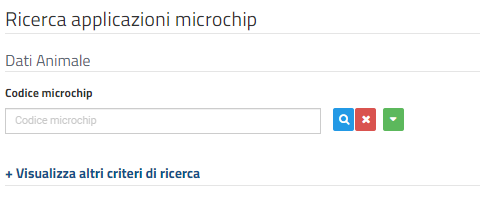 Ricerca applicazioni microchip
Dati Animale
Codice microchip
Codice microchip
+ Visualizza altri criteri di ricerca